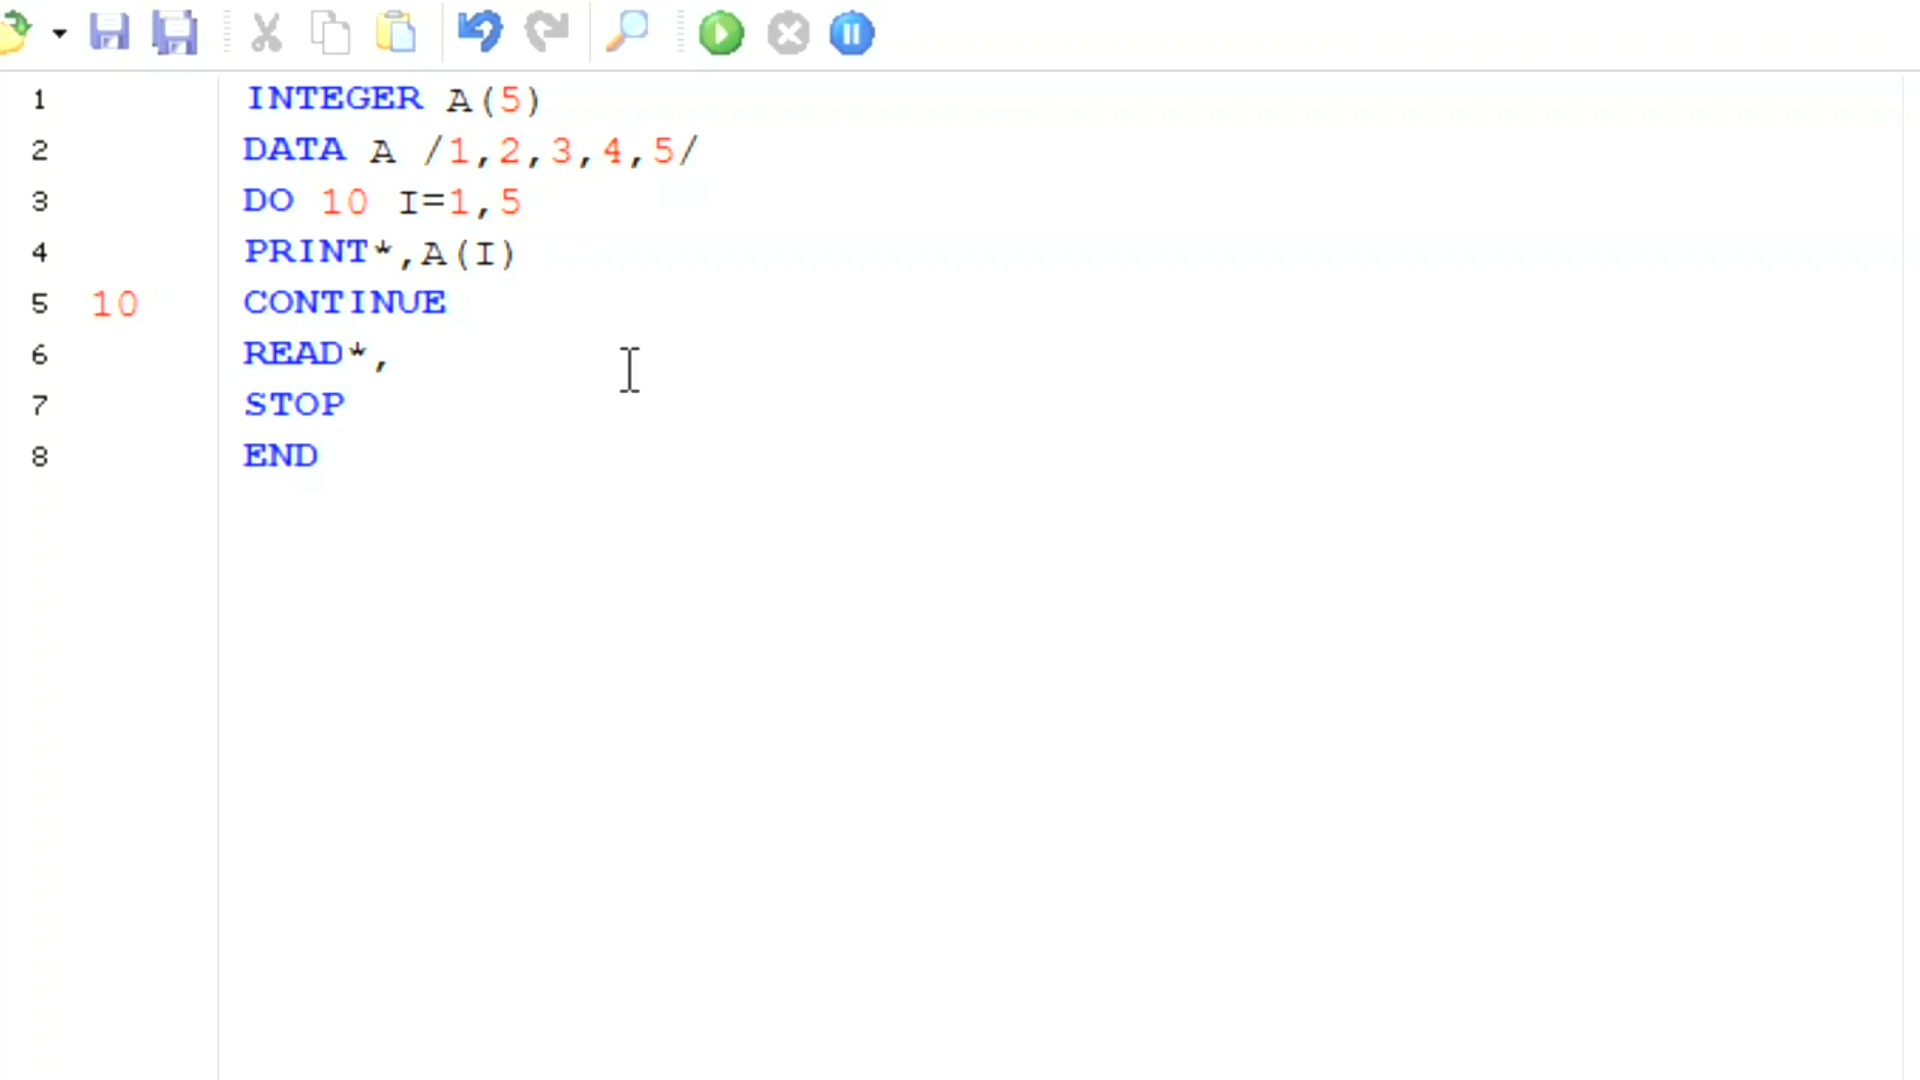 1 INTEGER A(5)
2 DATA A /1,2,3,4,5/
3 DO 10 I=1,5
4 PRINT*,A(I)
5 10 CONTINUE
6 READ*,
7 STOP
8 END